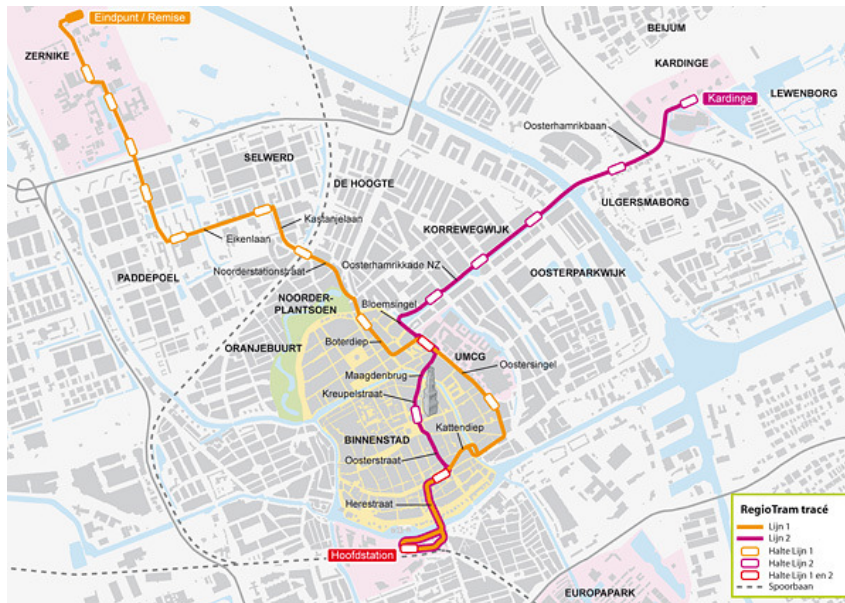 Eindpunt / Remise
ZERNIKE
BEIJUM
KARDINGE
LEWENBORG
Kardinge
Oosterhamrikbaan
SELWERD
DE HOOGTE
ULGERSMABORG
Kastanjelaan
KORREWEGWIJK
Eikenlaan
PADDEPOEL
Noorderstationstraat
Oosterhamrikkade NZ
OOSTERPARKWIJK
NOORDER-
PLANTSOEN
Bloemsingel
ORANJEBUURT
Boterdiep
UMCG
Oostersingel
Maagdenbrug
Kreupelstraat
Kattendiep
BINNENSTAD
Oosterstraat
Herestraat
Hoofdstation
EUROPAPARK
RegioTram tracé
Lijn 1
Lijn 2
Halte Lijn 1
Halte Lijn 2
Halte Lijn 1 en 2
Spoorbaan